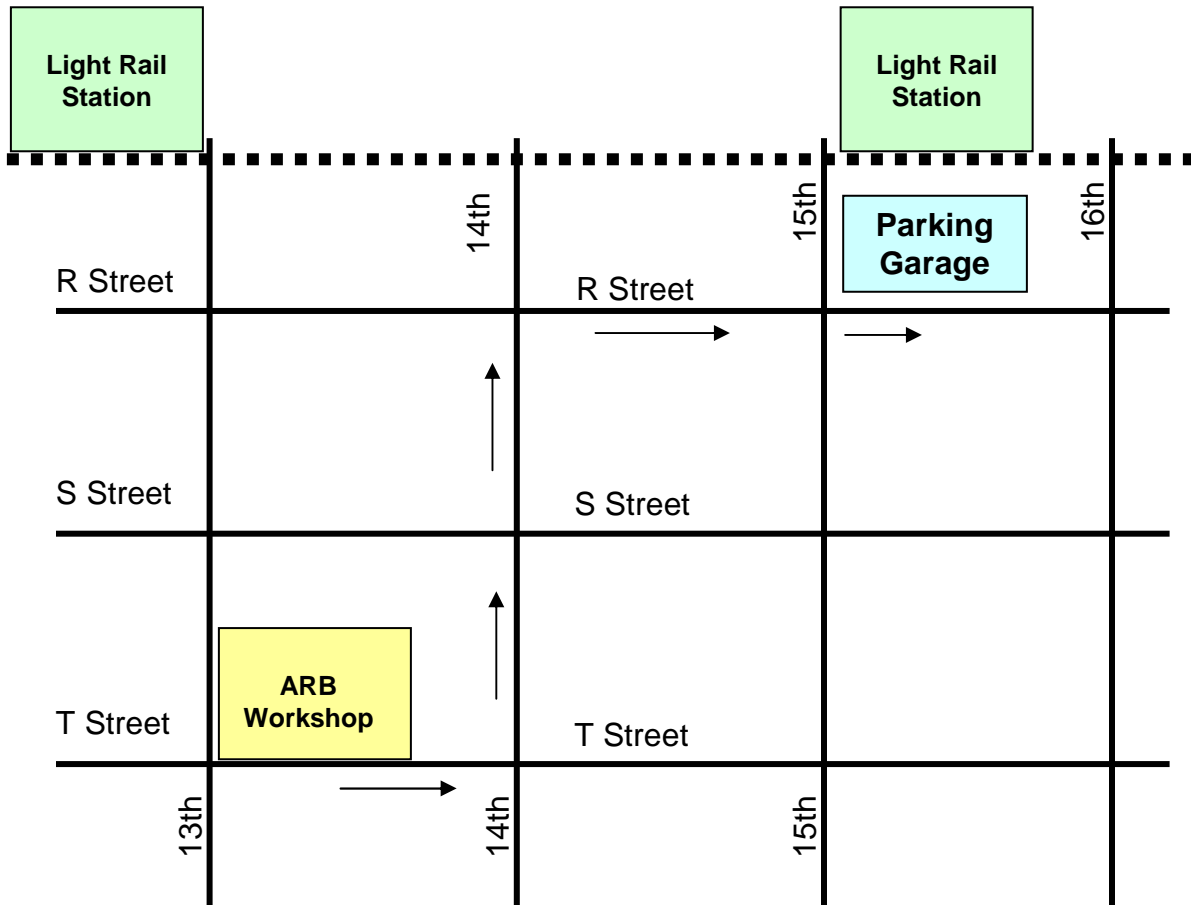 Light Rail
Station
Light Rail
Station
14th
15th
16th
Parking
Garage
R Street
R Street
S Street
S Street
ARB
Workshop
T Street
T Street
13th
14th
15th